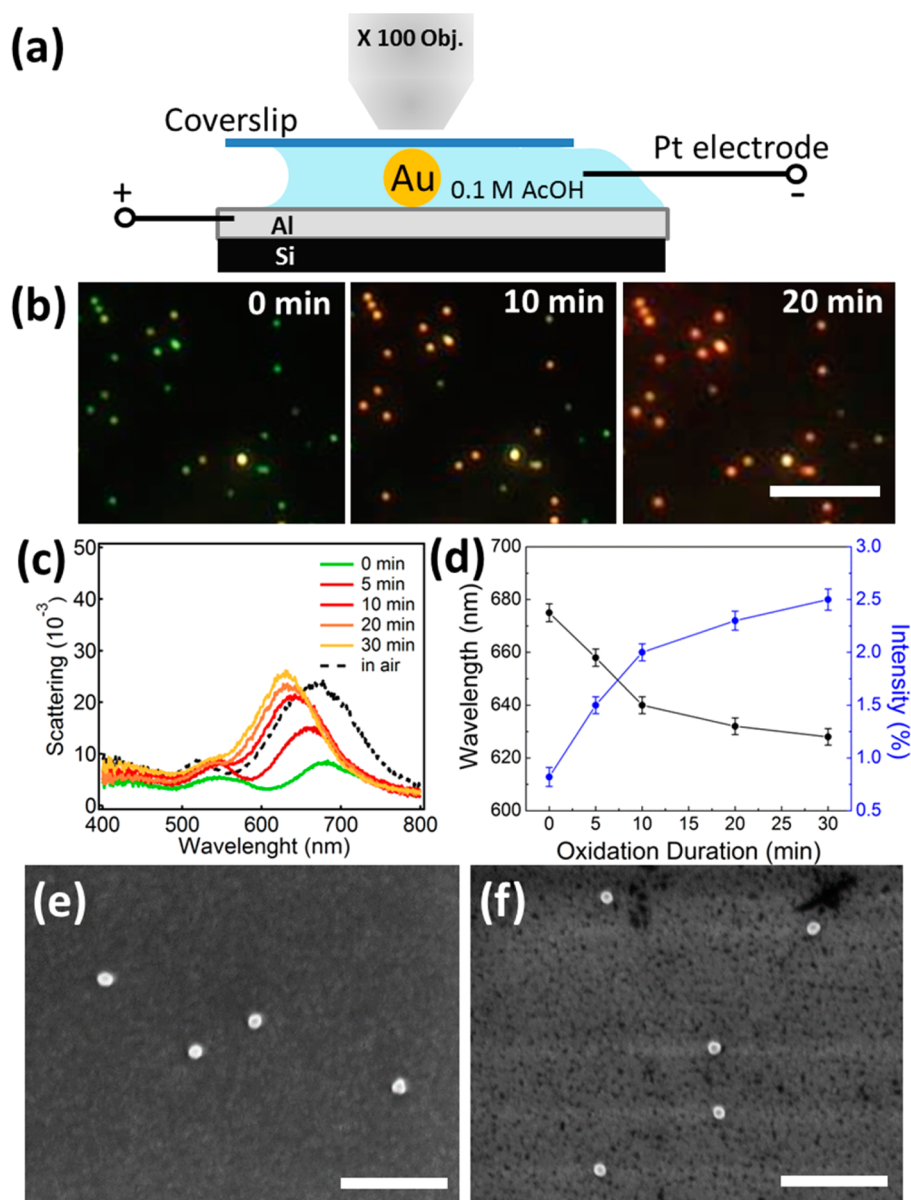 (a)
X 100 Obj.
Coverslip
Pt electrode
Au
0.1 M AcOH
+
-
Al
Si
(b)
0 min
10 min
20 min
(c)
50
40
30
20
10
0
Scattering (10-3)
0 min
5 min
10 min
20 min
30 min
in air
400
500
600
700
800
Wavelenght (nm)
(d)
700
680
660
640
620
600
Wavelength (nm)
3.0
2.5
2.0
1.5
1.0
0.5
Intensity (%)
0
5
10
15
20
25
30
Oxidation Duration (min)
(e)
(f)